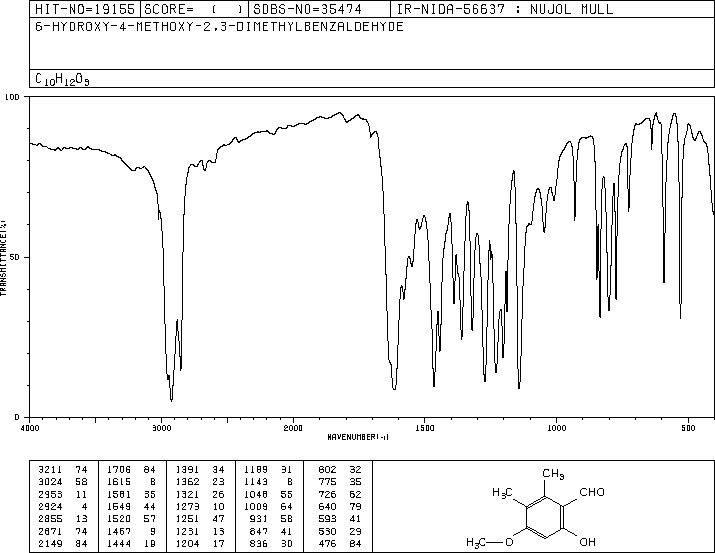 HIT-NO=19155 SCORE= ( ) SDBS-NO=35474 IR-NIDA-56637 : NUJOL MULL
6-HYDROXY-4-METHOXY-2,3-DIMETHYLBENZALDEHYDE
C10H12O3
100
50
0
TRANSMITTANCE(%)
4000 3000 2000 1500 1000 500
WAVENUMBER(-1)
3211 74 1706 84 1391 34 1189 31 802 32
3024 58 1615 8 1362 23 1143 8 775 35
2953 11 1581 35 1321 26 1048 55 726 62
2924 4 1549 44 1273 10 1009 64 640 79
2855 13 1520 57 1251 47 931 58 593 41
2671 74 1467 9 1231 13 847 41 530 29
2149 84 1444 19 1204 17 836 30 476 84
CH3
H3C CHO
H3C O OH